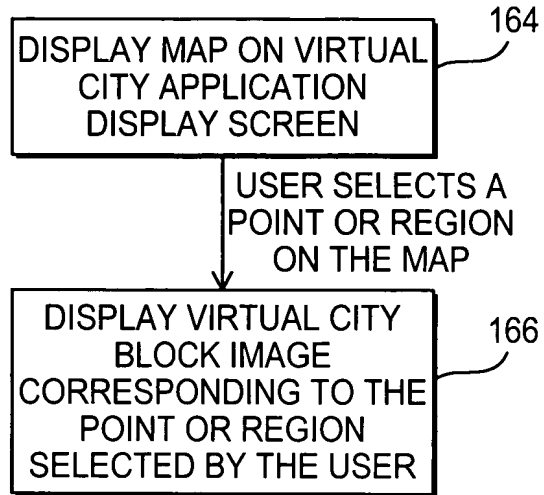 164
DISPLAY MAP ON VIRTUAL
CITY APPLICATION
DISPLAY SCREEN
USER SELECTS A
POINT OR REGION
ON THE MAP
166
DISPLAY VIRTUAL CITY
BLOCK IMAGE
CORRESPONDING TO THE
POINT OR REGION
SELECTED BY THE USER